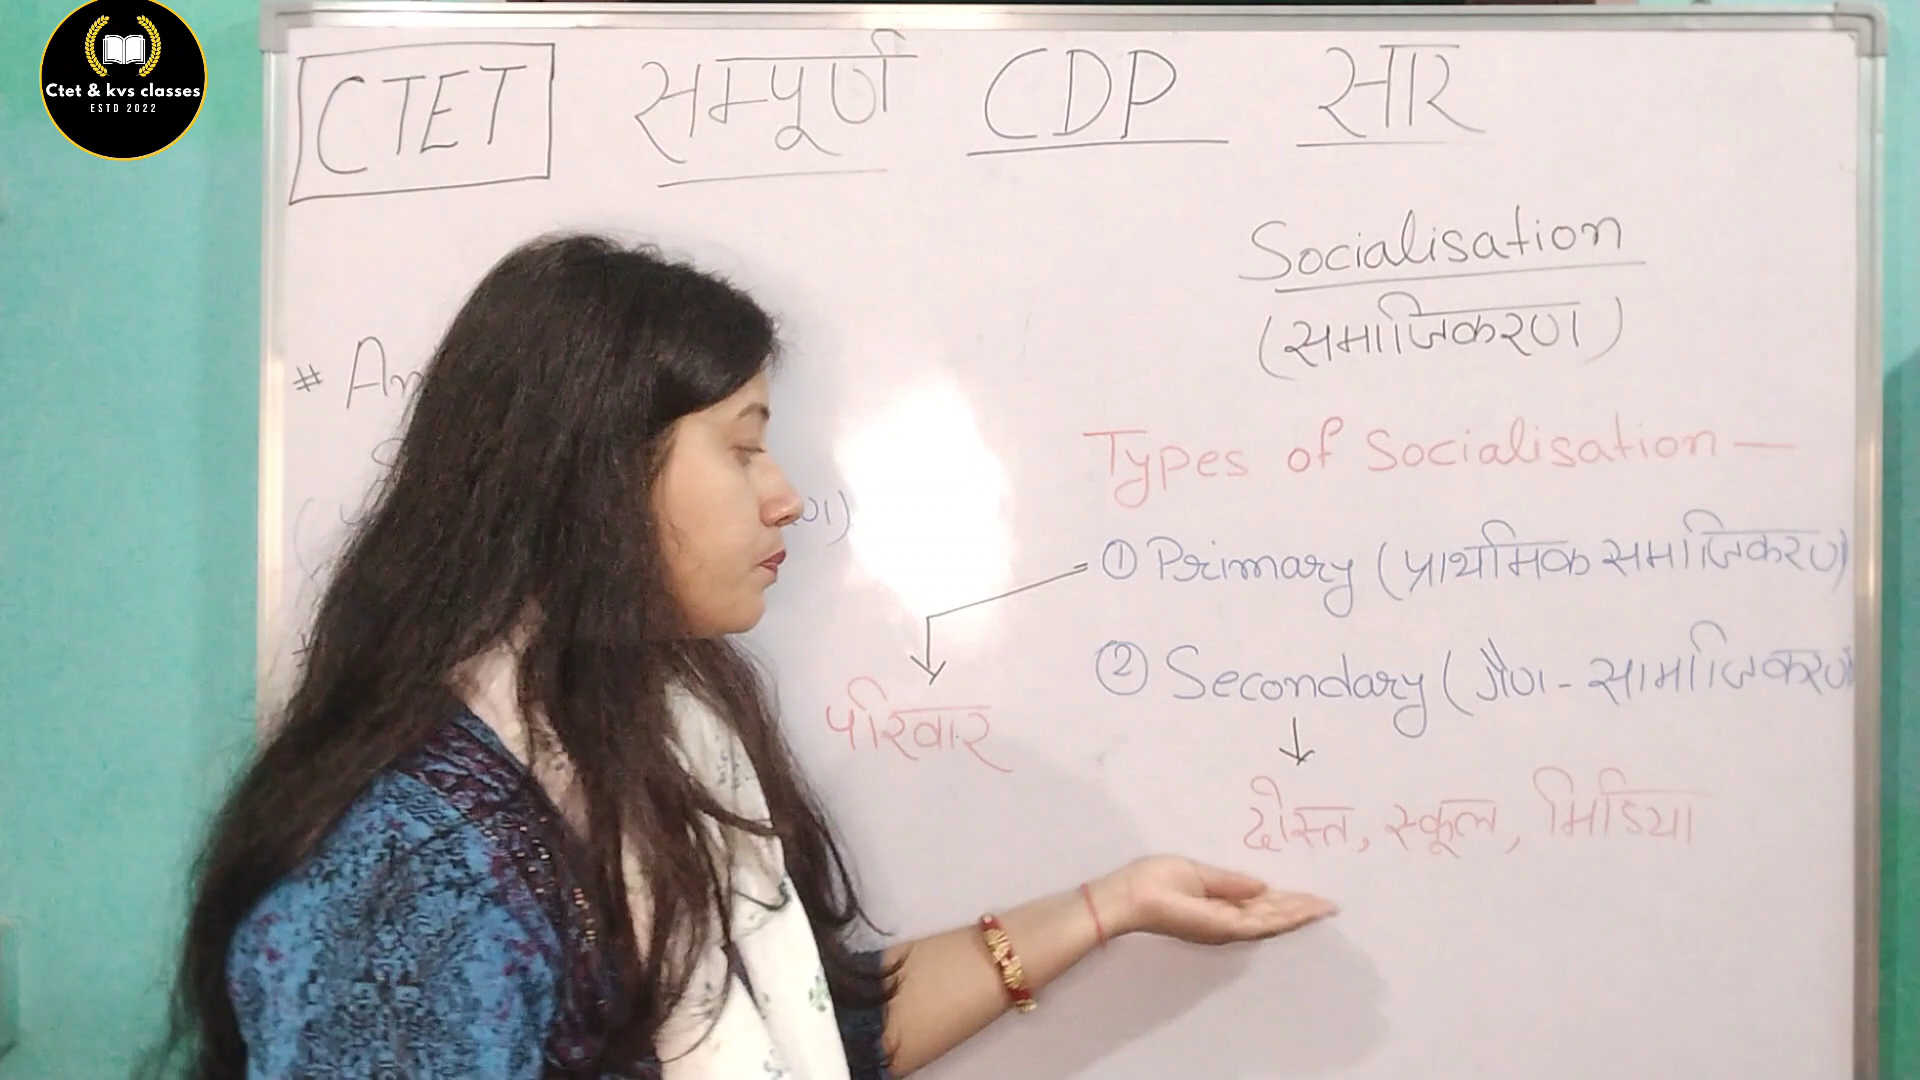 Ctet & kvs classes
ESTD 2022
CTET सम्पूर्ण CDP सार
Socialisation
(समाजिकरण)
# An
Types of Socialisation —
① Primary (प्राथमिक समाजिकरण)
परिवार
② Secondary (गौण - सामाजिकरण
दोस्त, स्कूल, मिडिया